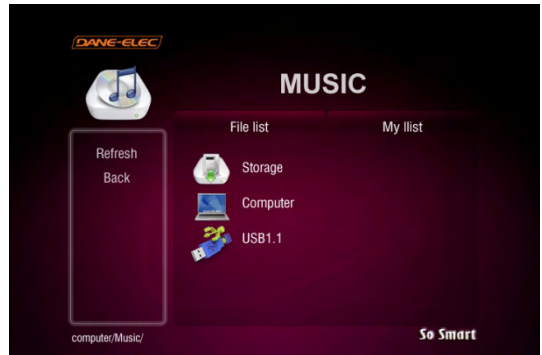 DANE-ELEC
MUSIC
File list
My llist
Refresh
Back
Storage
Computer
USB1.1
computer/Music/
So Smart